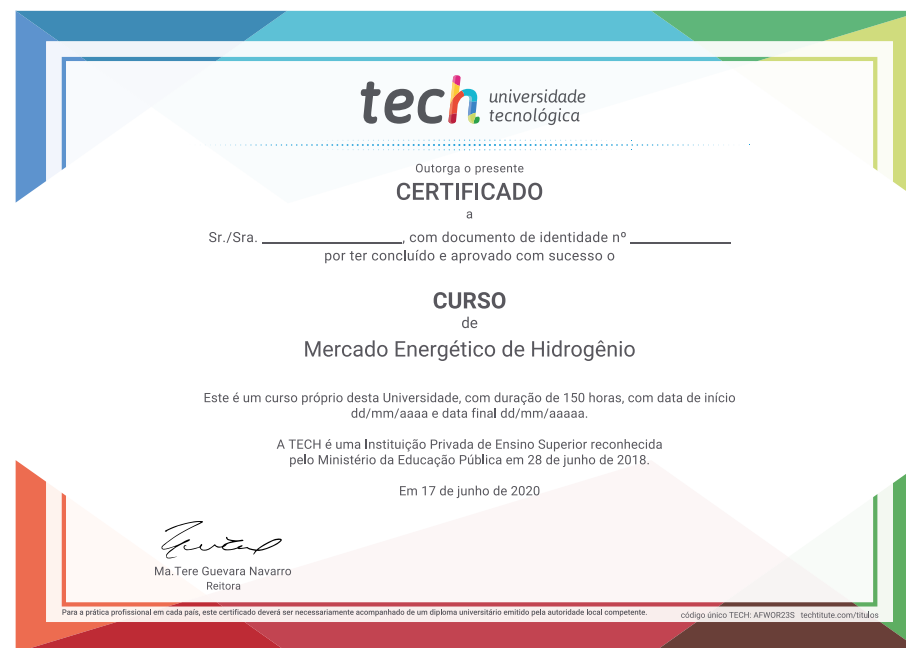 tech universidade
tecnológica
Outorga o presente
CERTIFICADO
a
Sr./Sra. ____________________, com documento de identidade nº ______________
por ter concluído e aprovado com sucesso o
CURSO
de
Mercado Energético de Hidrogênio
Este é um curso próprio desta Universidade, com duração de 150 horas, com data de início
dd/mm/aaaa e data final dd/mm/aaaaa.
A TECH é uma Instituição Privada de Ensino Superior reconhecida
pelo Ministério da Educação Pública em 28 de junho de 2018.
Em 17 de junho de 2020
Ma.Tere Guevara Navarro
Reitora
Para a prática profissional em cada país, este certificado deverá ser necessariamente acompanhado de um diploma universitário emitido pela autoridade local competente.
código único TECH: AFWOR23S techtitute.com/titulos